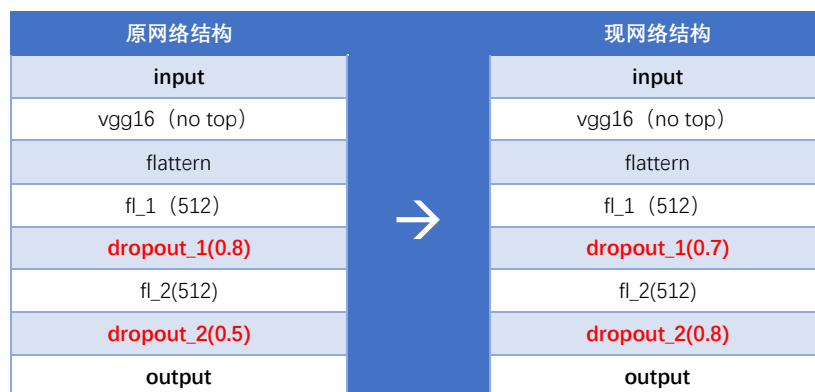 原网络结构 现网络结构
input input
vgg16（no top） vgg16（no top）
flattern flattern
fl_1（512） fl_1（512）
→
dropout_1(0.8) dropout_1(0.7)
fl_2(512) fl_2(512)
dropout_2(0.5) dropout_2(0.8)
output output